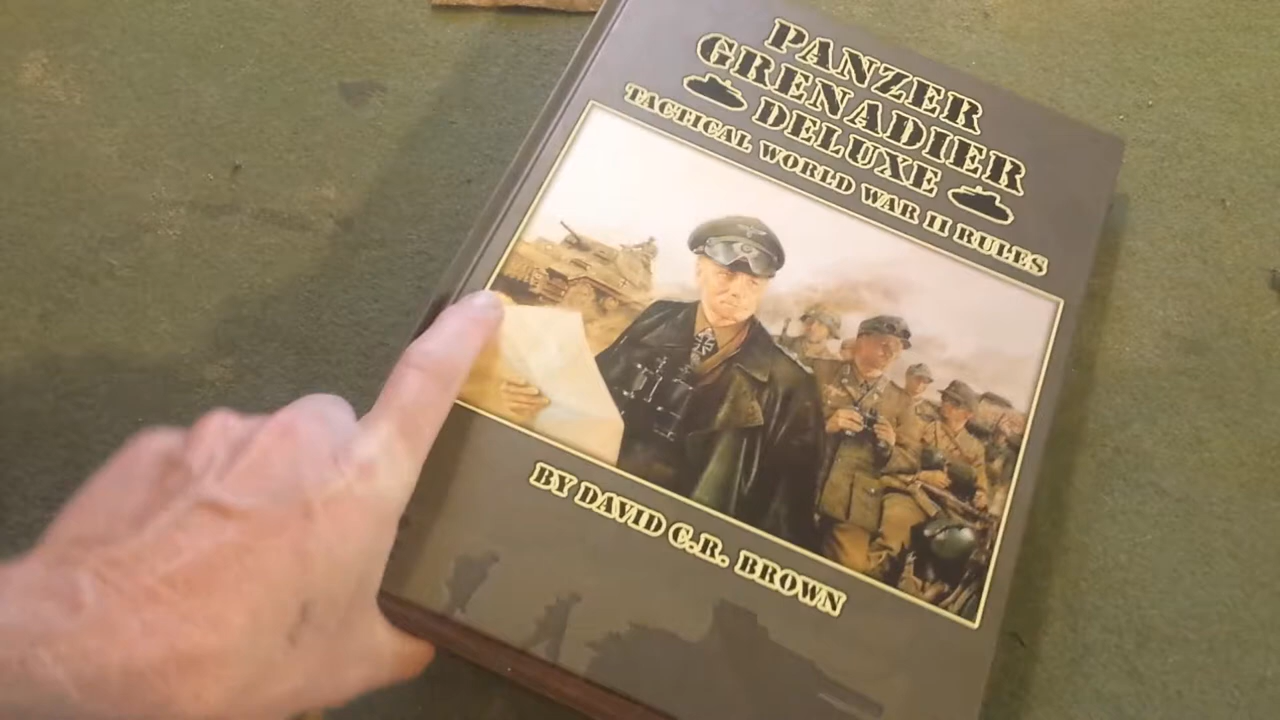 PANZER
GRENADIER
DELUXE
TACTICAL WORLD WAR II RULES
BY DAVID C.R. BROWN